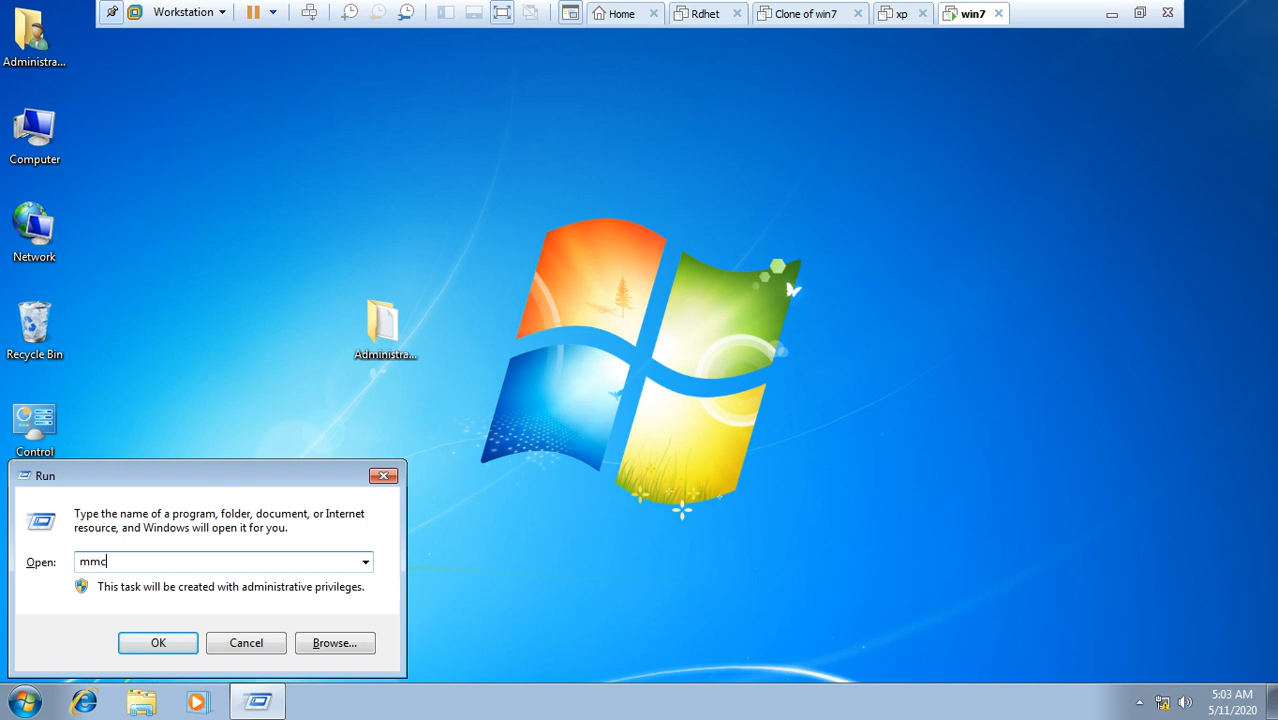 Workstation
Home
Rdhet
Clone of win7
xp
win7
Administra...
Computer
Network
Recycle Bin
Administra...
Control
Run
Type the name of a program, folder, document, or Internet
resource, and Windows will open it for you.
Open:
mmc
This task will be created with administrative privileges.
OK
Cancel
Browse...
5:03 AM
5/11/2020